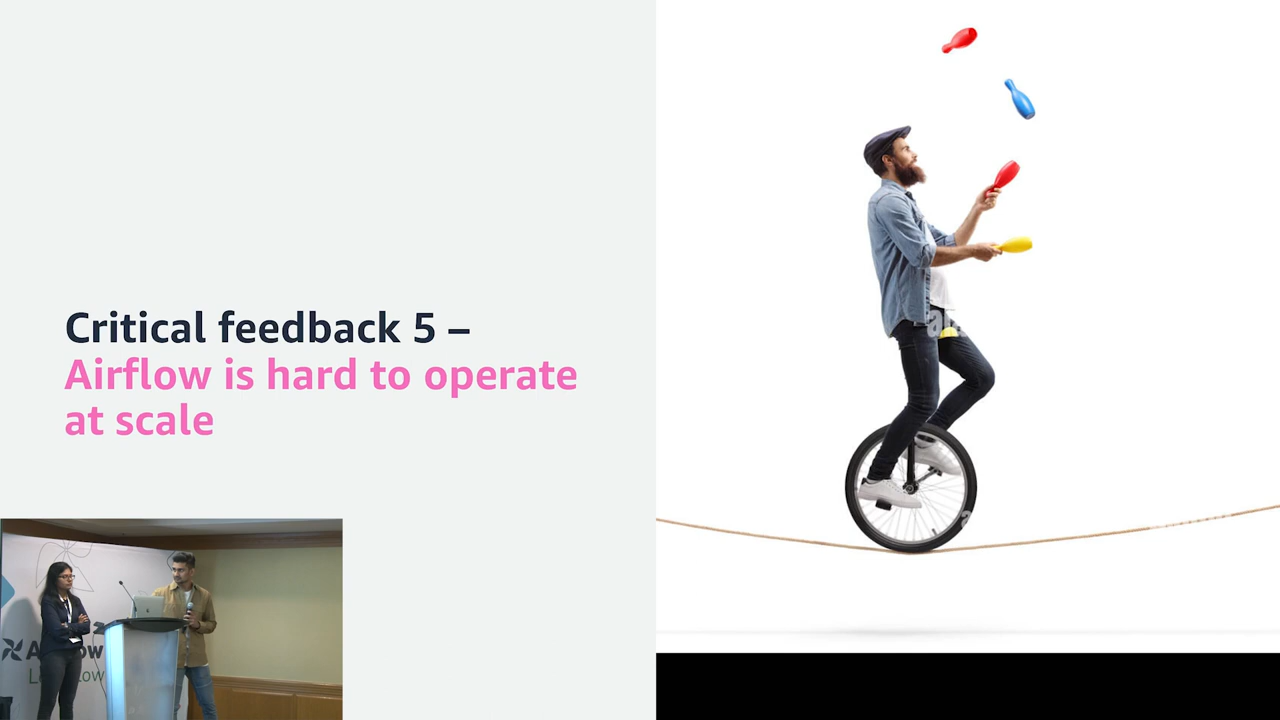 Critical feedback 5 –
Airflow is hard to operate
at scale